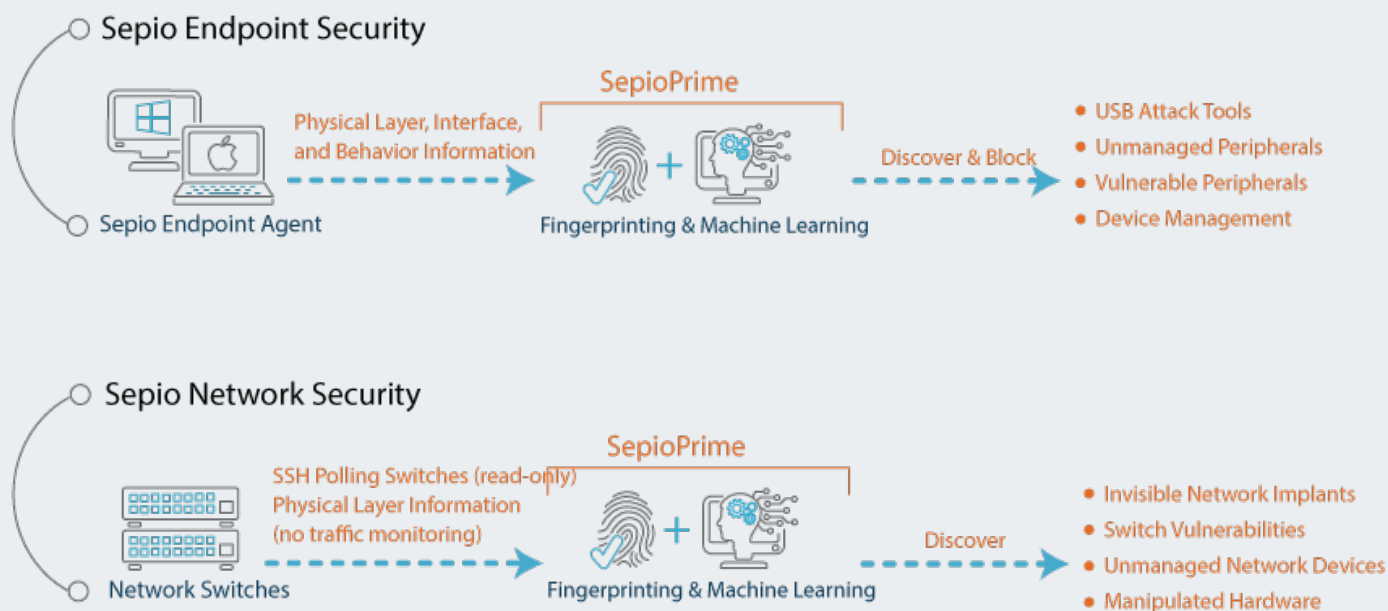 Sepio Endpoint Security
SepioPrime
Physical Layer, Interface,
and Behavior Information
Discover & Block
Sepio Endpoint Agent
Fingerprinting & Machine Learning
• USB Attack Tools
• Unmanaged Peripherals
• Vulnerable Peripherals
• Device Management
Sepio Network Security
SepioPrime
SSH Polling Switches (read-only)
Physical Layer Information
(no traffic monitoring)
Discover
Network Switches
Fingerprinting & Machine Learning
• Invisible Network Implants
• Switch Vulnerabilities
• Unmanaged Network Devices
• Manipulated Hardware